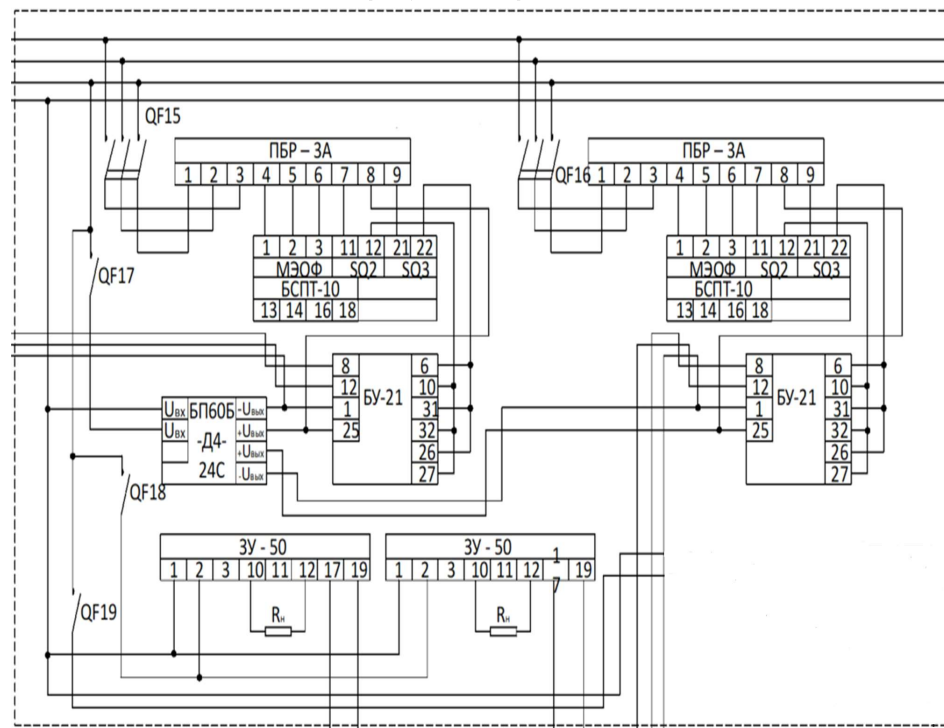 QF15
ПБР – 3А
1 2 3 4 5 6 7 8 9
QF16
ПБР – 3А
1 2 3 4 5 6 7 8 9
QF17
1 2 3 11 12 21 22
МЭОФ SQ2 SQ3
БСПТ-10
13 14 16 18
1 2 3 11 12 21 22
МЭОФ SQ2 SQ3
БСПТ-10
13 14 16 18
8 6
12 БУ-21 10
1 31
25 32
26
27
8 6
12 БУ-21 10
1 31
25 32
26
27
Uвх БП60Б -Uвых
Uвх -Д4- +Uвых
24С +Uвых
-Uвых
QF18
ЗУ - 50
1 2 3 10 11 12 17 19
Rн
ЗУ - 50
1 2 3 10 11 12 17 19
Rн
QF19